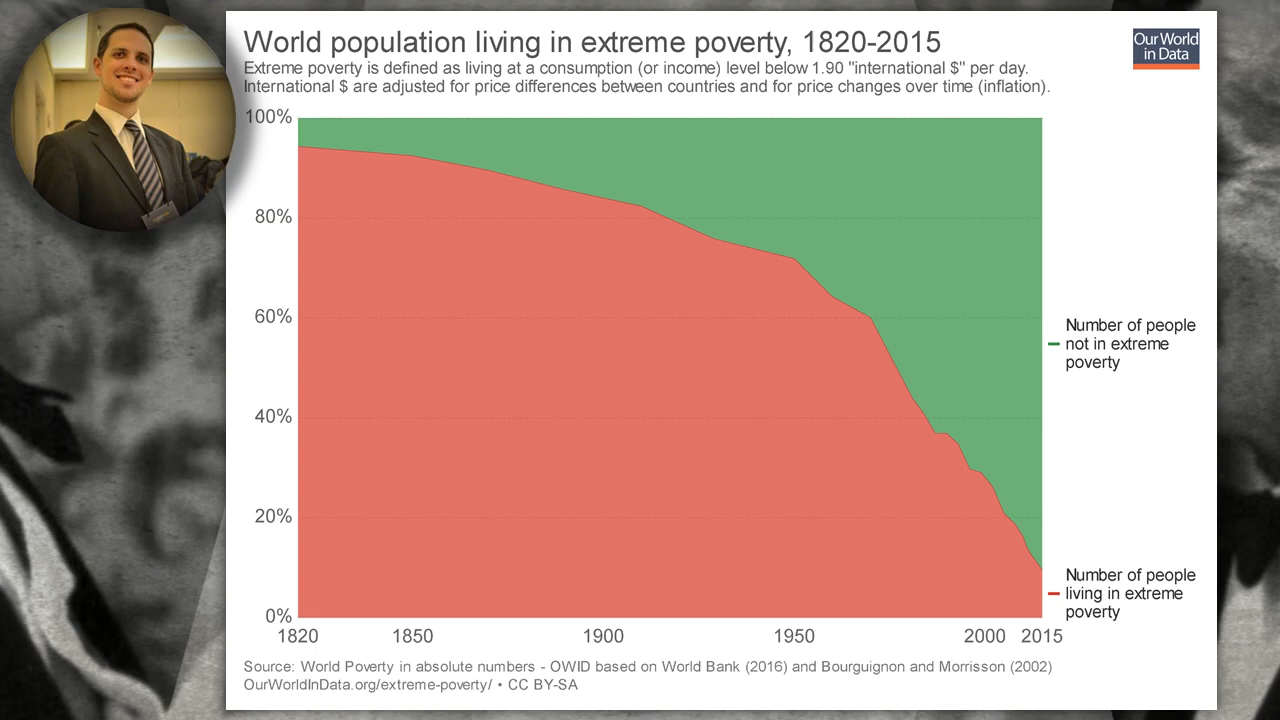 World population living in extreme poverty, 1820-2015
Our World
in Data
Extreme poverty is defined as living at a consumption (or income) level below 1.90 "international $" per day.
International $ are adjusted for price differences between countries and for price changes over time (inflation).
100%
80%
60%
40%
20%
0%
1820
1850
1900
1950
2000
2015
Number of people
not in extreme
poverty
Number of people
living in extreme
poverty
Source: World Poverty in absolute numbers - OWID based on World Bank (2016) and Bourguignon and Morrisson (2002)
OurWorldInData.org/extreme-poverty/ • CC BY-SA